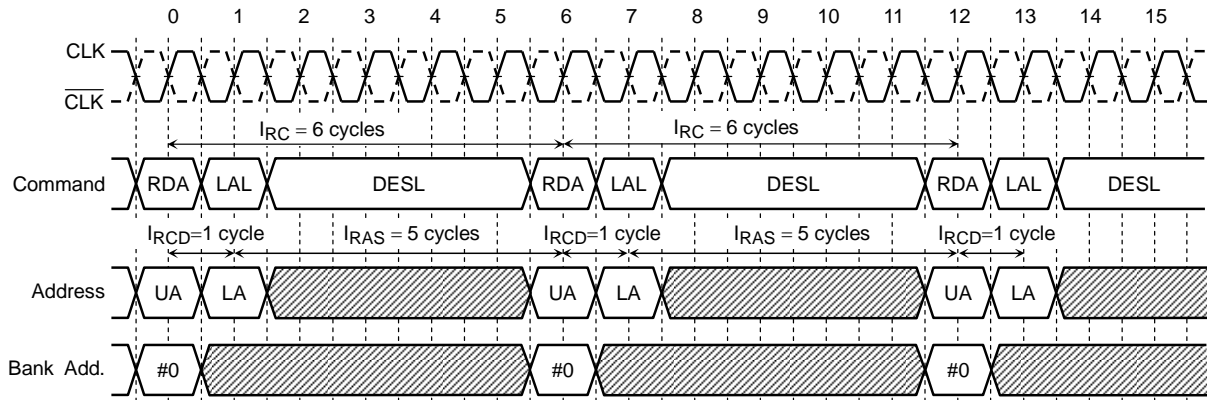 0 1 2 3 4 5 6 7 8 9 10 11 12 13 14 15
CLK
CLK
IRC = 6 cycles IRC = 6 cycles
Command RDA LAL DESL RDA LAL DESL RDA LAL DESL
IRCD=1 cycle IRAS = 5 cycles IRCD=1 cycle IRAS = 5 cycles IRCD=1 cycle
Address UA LA UA LA UA LA
Bank Add. #0 #0 #0